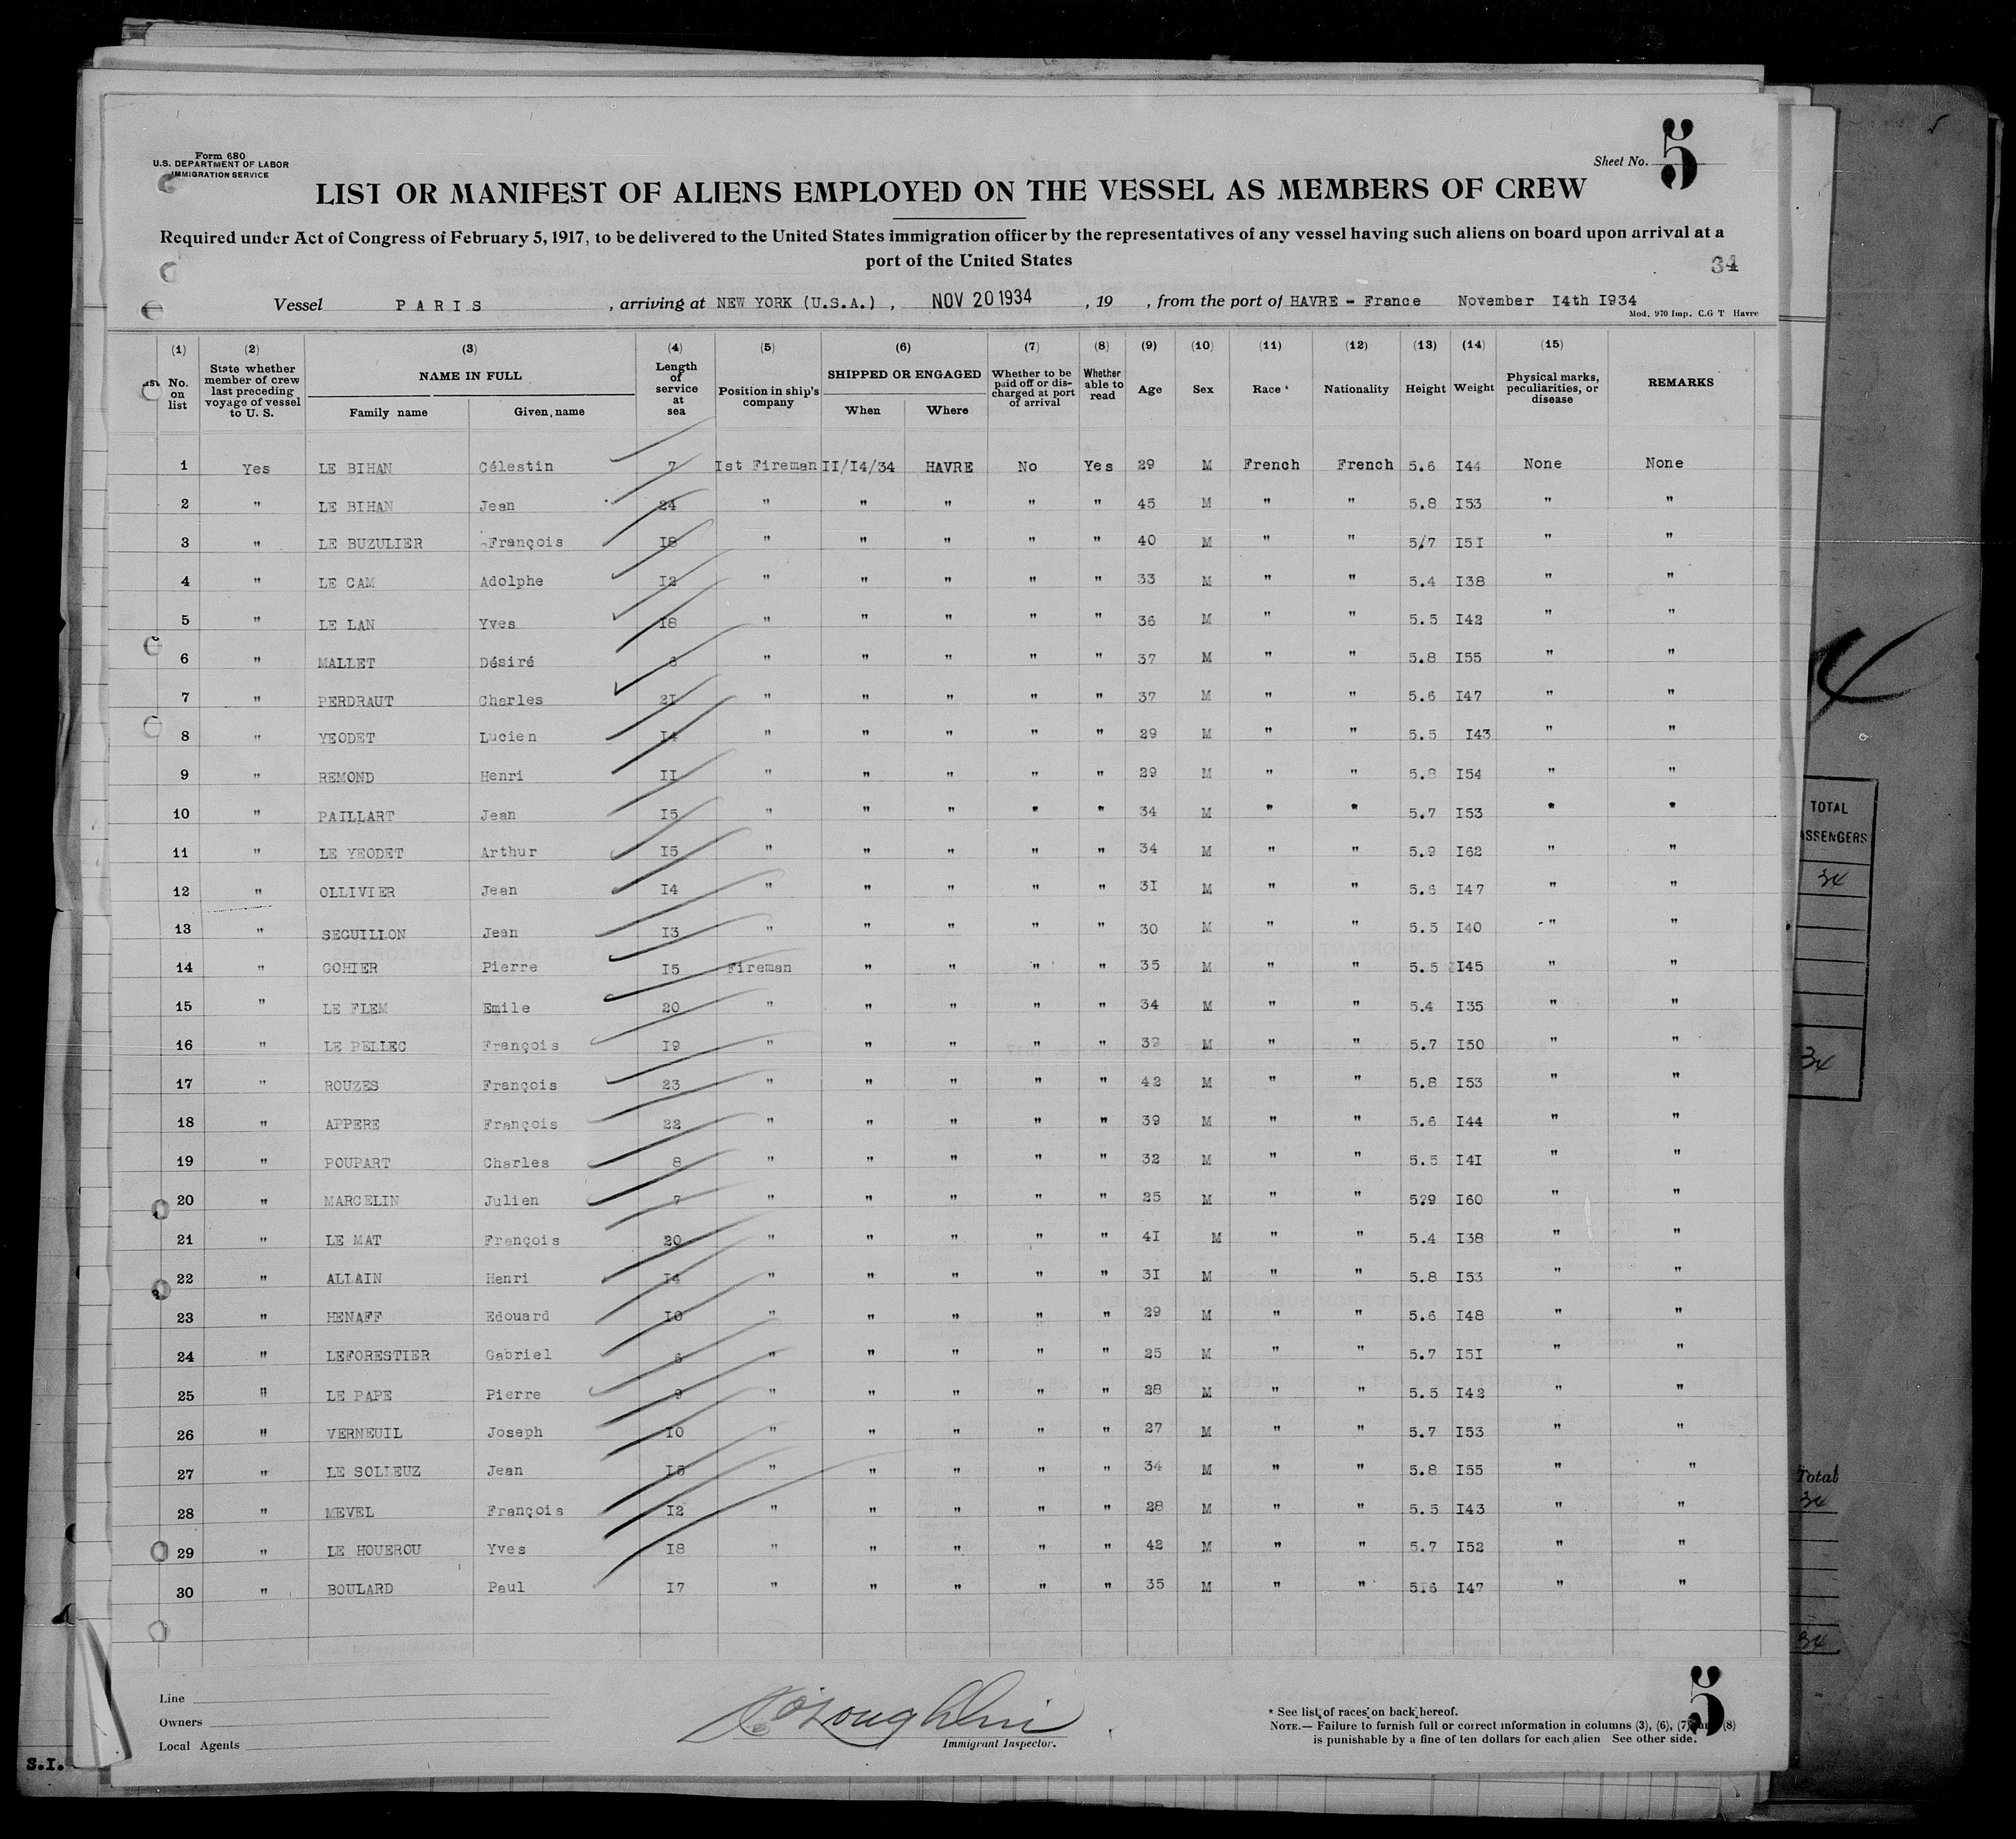 Form 680
U.S. DEPARTMENT OF LABOR
IMMIGRATION SERVICE
Sheet No. 5
LIST OR MANIFEST OF ALIENS EMPLOYED ON THE VESSEL AS MEMBERS OF CREW
Required under Act of Congress of February 5, 1917, to be delivered to the United States immigration officer by the representatives of any vessel having such aliens on board upon arrival at a
port of the United States
34
Vessel PARIS , arriving at NEW YORK (U.S.A.) , NOV 20 1934 , 19 , from the port of HAVRE - France November I4th I934
Mod. 970 Imp. C.G T Havre
(1) (2) (3) (4) (5) (6) (7) (8) (9) (10) (11) (12) (13) (14) (15)
No. on list State whether member of crew last preceding voyage of vessel to U. S. NAME IN FULL Family name Given name Length of service at sea Position in ship's company SHIPPED OR ENGAGED When Where Whether to be paid off or discharged at port of arrival Whether able to read Age Sex Race * Nationality Height Weight Physical marks, peculiarities, or disease REMARKS
1 Yes LE BIHAN Célestin 7 Ist Fireman II/I4/34 HAVRE No Yes 29 M French French 5.6 I44 None None
2 " LE BIHAN Jean 24 " " " " " 45 M " " 5.8 I53 " "
3 " LE BUZULIER François I8 " " " " " 40 M " " 5/7 I5I " "
4 " LE CAM Adolphe I2 " " " " " 33 M " " 5.4 I38 " "
5 " LE LAN Yves I8 " " " " " 36 M " " 5.5 I42 " "
6 " MALLET Désiré " " " " " 37 M " " 5.8 I55 " "
7 " PERDRAUT Charles 2I " " " " " 37 M " " 5.6 I47 " "
8 " YEODET Lucien I4 " " " " " 29 M " " 5.5 I43 " "
9 " REMOND Henri II " " " " " 29 M " " 5.8 I54 " "
10 " PAILLART Jean I5 " " " " " 34 M " " 5.7 I53 " "
11 " LE YEODET Arthur I5 " " " " " 34 M " " 5.9 I62 " "
12 " OLLIVIER Jean I4 " " " " " 3I M " " 5.6 I47 " "
13 " SEGUILLON Jean I3 " " " " " 30 M " " 5.5 I40 " "
14 " GOHIER Pierre I5 Fireman " " " " 35 M " " 5.5 I45 " "
15 " LE FLEM Emile 20 " " " " " 34 M " " 5.4 I35 " "
16 " LE PELLEC François I9 " " " " " M " " 5.7 I50 " "
17 " ROUZES François 23 " " " " " 42 M " " 5.8 I53 " "
18 " APPERE François 22 " " " " " 39 M " " 5.6 I44 " "
19 " POUPART Charles 8 " " " " " 32 M " " 5.5 I4I " "
20 " MARCELIN Julien 7 " " " " " 25 M " " 5?9 I60 " "
21 " LE MAT François 20 " " " " " 4I M " " 5.4 I38 " "
22 " ALLAIN Henri I4 " " " " " 3I M " " 5.8 I53 " "
23 " HENAFF Edouard I0 " " " " " 29 M " " 5.6 I48 " "
24 " LEFORESTIER Gabriel 6 " " " " " 25 M " " 5.7 I5I " "
25 " LE PAPE Pierre 9 " " " " " 28 M " " 5.5 I42 " "
26 " VERNEUIL Joseph I0 " " " " " 27 M " " 5.7 I53 " "
27 " LE SOLLEUZ Jean " " " " " 34 M " " 5.8 I55 " "
28 " MEVEL François I2 " " " " " 28 M " " 5.5 I43 " "
29 " LE HOUEROU Yves I8 " " " " " 42 M " " 5.7 I52 " "
30 " BOULARD Paul I7 " " " " " 35 M " " 5I6 I47 " "
Line
Owners
Local Agents
Immigrant Inspector.
* See list of races on back hereof.
NOTE.— Failure to furnish full or correct information in columns (3), (6), (7) (8)
is punishable by a fine of ten dollars for each alien See other side.
5
S.I.
4
TOTAL
34
34
Total
34
34